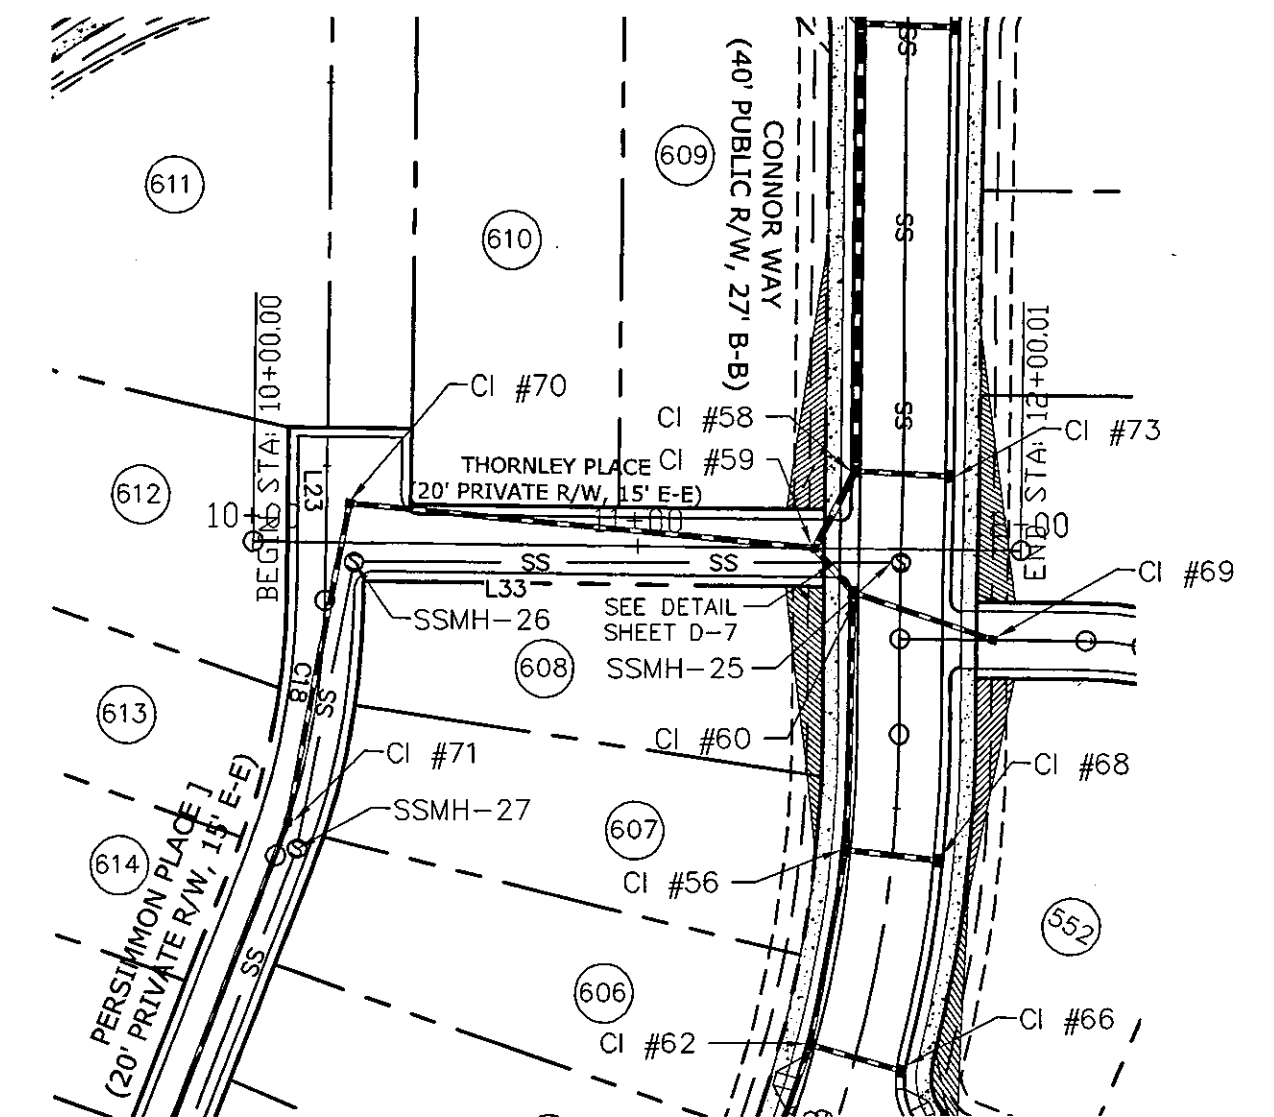 SS
609
CONNOR WAY
(40' PUBLIC R/W, 27' B-B)
611
610
SS
BEGIN STA: 10+00.00
END STA: 12+00.01
CI #70
CI #58
SS
CI #73
CI #59
THORNLEY PLACE
(20' PRIVATE R/W, 15' E-E)
612
L23
10+
11+00
00
SS
SS
CI #69
L33
SEE DETAIL
SHEET D-7
SSMH-26
SSMH-25
608
C18
SS
613
CI #60
CI #71
CI #68
SSMH-27
607
614
CI #56
PERSIMMON PLACE ]
(20' PRIVATE R/W, 15' E-E)
552
SS
606
CI #66
CI #62